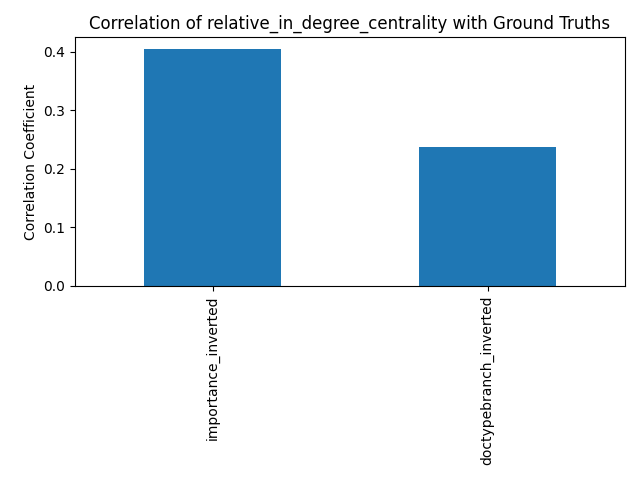 Correlation of relative_in_degree_centrality with Ground Truths
Correlation Coefficient
0.4
0.3
0.2
0.1
0.0
importance_inverted
doctypebranch_inverted